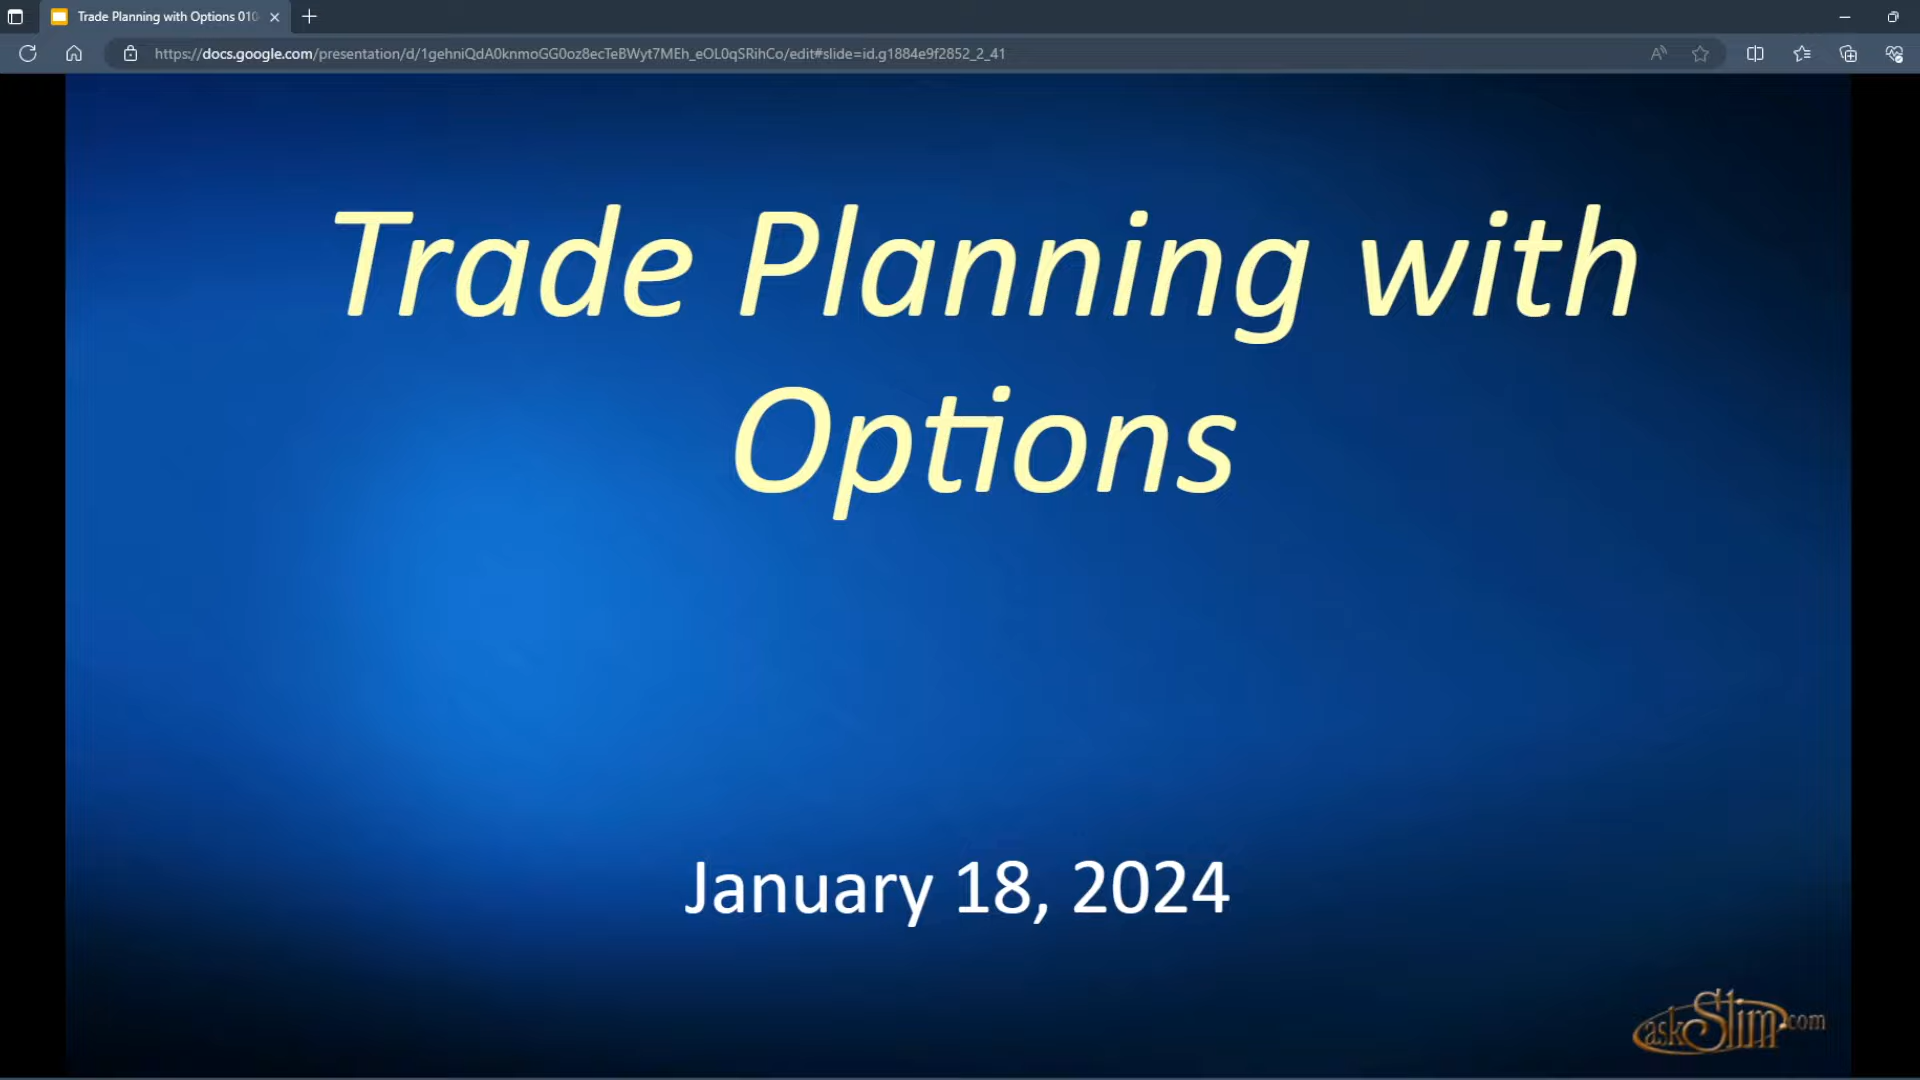 Trade Planning with Options 010
https://docs.google.com/presentation/d/1gehniQdA0knmoGG0oz8ecTeBWyt7MEh_eOL0qSRihCo/edit#slide=id.g1884e9f2852_2_41
Trade Planning with
Options
January 18, 2024
askSlim.com